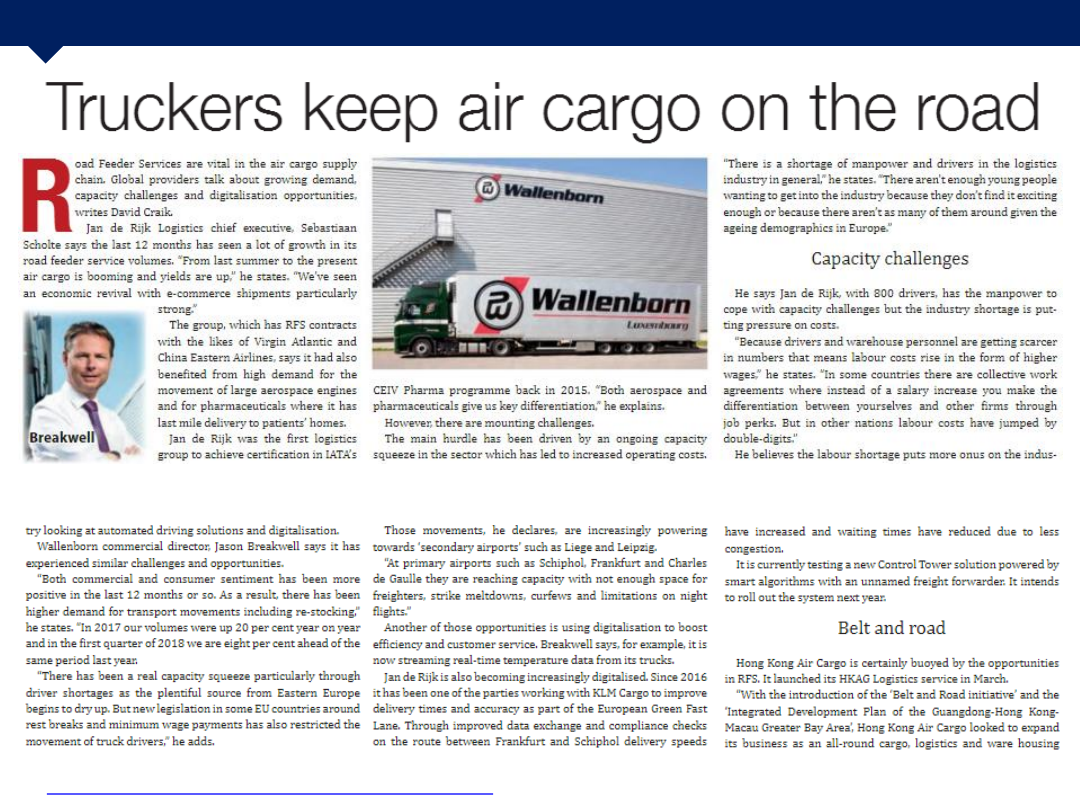 Truckers keep air cargo on the road
Road Feeder Services are vital in the air cargo supply
chain. Global providers talk about growing demand,
capacity challenges and digitalisation opportunities,
writes David Craik.
Jan de Rijk Logistics chief executive, Sebastiaan
Scholte says the last 12 months has seen a lot of growth in its
road feeder service volumes. “From last summer to the present
air cargo is booming and yields are up,” he states. “We’ve seen
an economic revival with e-commerce shipments particularly
strong.”
The group, which has RFS contracts
with the likes of Virgin Atlantic and
China Eastern Airlines, says it had also
benefited from high demand for the
movement of large aerospace engines
and for pharmaceuticals where it has
last mile delivery to patients’ homes.
Jan de Rijk was the first logistics
group to achieve certification in IATA’s
Breakwell
Wallenborn
Wallenborn
Luxembourg
CEIV Pharma programme back in 2015. “Both aerospace and
pharmaceuticals give us key differentiation,” he explains.
However, there are mounting challenges.
The main hurdle has been driven by an ongoing capacity
squeeze in the sector which has led to increased operating costs.
“There is a shortage of manpower and drivers in the logistics
industry in general,” he states. “There aren’t enough young people
wanting to get into the industry because they don’t find it exciting
enough or because there aren’t as many of them around given the
ageing demographics in Europe.”
Capacity challenges
He says Jan de Rijk, with 800 drivers, has the manpower to
cope with capacity challenges but the industry shortage is put-
ting pressure on costs.
“Because drivers and warehouse personnel are getting scarcer
in numbers that means labour costs rise in the form of higher
wages,” he states. “In some countries there are collective work
agreements where instead of a salary increase you make the
differentiation between yourselves and other firms through
job perks. But in other nations labour costs have jumped by
double-digits.”
He believes the labour shortage puts more onus on the indus-
try looking at automated driving solutions and digitalisation.
Wallenborn commercial director, Jason Breakwell says it has
experienced similar challenges and opportunities.
“Both commercial and consumer sentiment has been more
positive in the last 12 months or so. As a result, there has been
higher demand for transport movements including re-stocking,”
he states. “In 2017 our volumes were up 20 per cent year on year
and in the first quarter of 2018 we are eight per cent ahead of the
same period last year.
“There has been a real capacity squeeze particularly through
driver shortages as the plentiful source from Eastern Europe
begins to dry up. But new legislation in some EU countries around
rest breaks and minimum wage payments has also restricted the
movement of truck drivers,” he adds.
Those movements, he declares, are increasingly powering
towards ‘secondary airports’ such as Liege and Leipzig.
“At primary airports such as Schiphol, Frankfurt and Charles
de Gaulle they are reaching capacity with not enough space for
freighters, strike meltdowns, curfews and limitations on night
flights.”
Another of those opportunities is using digitalisation to boost
efficiency and customer service. Breakwell says, for example, it is
now streaming real-time temperature data from its trucks.
Jan de Rijk is also becoming increasingly digitalised. Since 2016
it has been one of the parties working with KLM Cargo to improve
delivery times and accuracy as part of the European Green Fast
Lane. Through improved data exchange and compliance checks
on the route between Frankfurt and Schiphol delivery speeds
have increased and waiting times have reduced due to less
congestion.
It is currently testing a new Control Tower solution powered by
smart algorithms with an unnamed freight forwarder. It intends
to roll out the system next year.
Belt and road
Hong Kong Air Cargo is certainly buoyed by the opportunities
in RFS. It launched its HKAG Logistics service in March.
“With the introduction of the ‘Belt and Road initiative’ and the
‘Integrated Development Plan of the Guangdong-Hong Kong-
Macau Greater Bay Area’, Hong Kong Air Cargo looked to expand
its business as an all-round cargo, logistics and ware housing